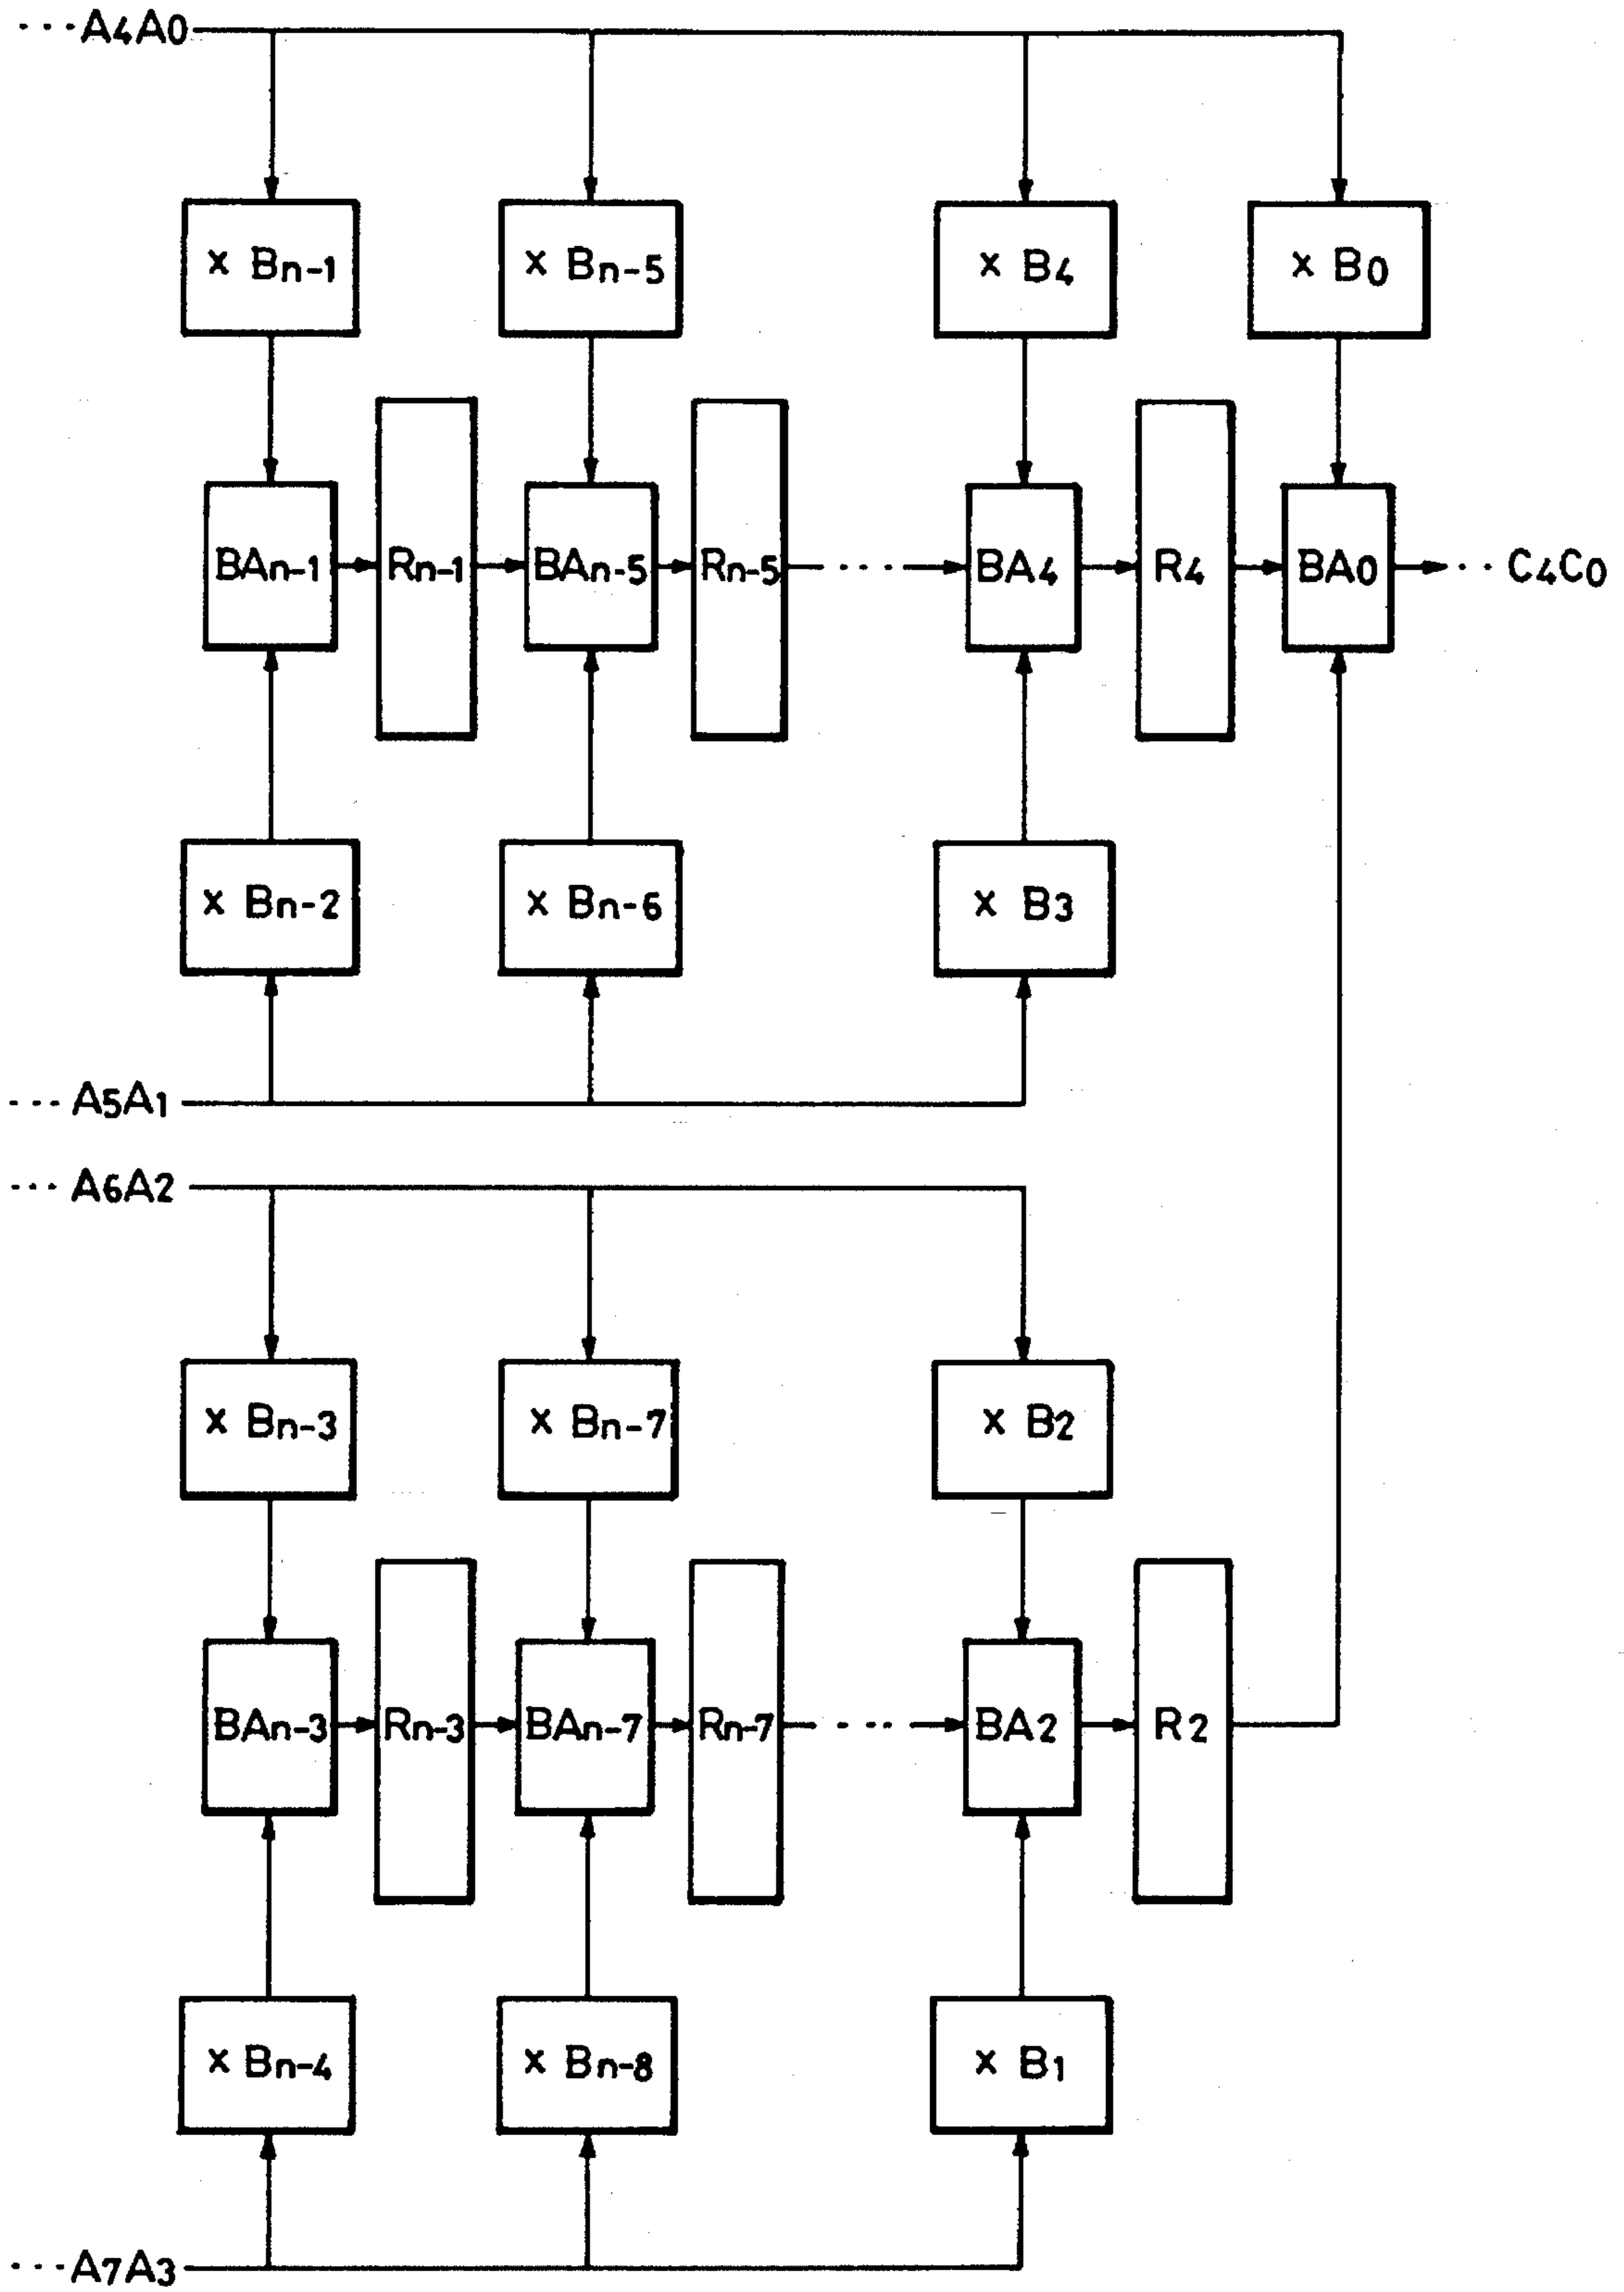 ···A4A0
× Bn-1 × Bn-5 × B4 × B0
BAn-1 Rn-1 BAn-5 Rn-5 ···· BA4 R4 BA0 ·· C4C0
× Bn-2 × Bn-6 × B3
···A5A1
···A6A2
× Bn-3 × Bn-7 × B2
BAn-3 Rn-3 BAn-7 Rn-7 ···· BA2 R2
× Bn-4 × Bn-8 × B1
···A7A3